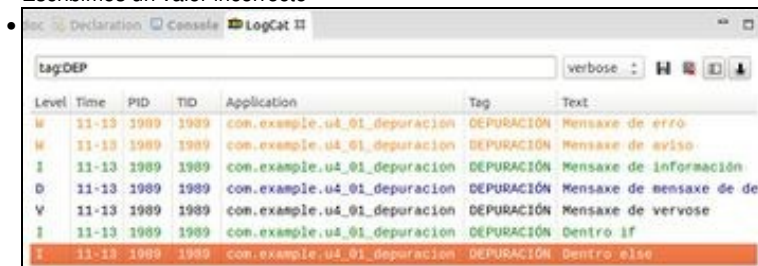 Escribimos un valor incorrecto
doc Declaration Console LogCat
tag:DEP verbose
Level Time PID TID Application Tag Text
W 11-13 1989 1989 com.example.u4_01_depuracion DEPURACIÓN Mensaxe de erro
W 11-13 1989 1989 com.example.u4_01_depuracion DEPURACIÓN Mensaxe de aviso
I 11-13 1989 1989 com.example.u4_01_depuracion DEPURACIÓN Mensaxe de información
D 11-13 1989 1989 com.example.u4_01_depuracion DEPURACIÓN Mensaxe de mensaxe de de
V 11-13 1989 1989 com.example.u4_01_depuracion DEPURACIÓN Mensaxe de vervose
I 11-13 1989 1989 com.example.u4_01_depuracion DEPURACIÓN Dentro if
I 11-13 1989 1989 com.example.u4_01_depuracion DEPURACIÓN Dentro else